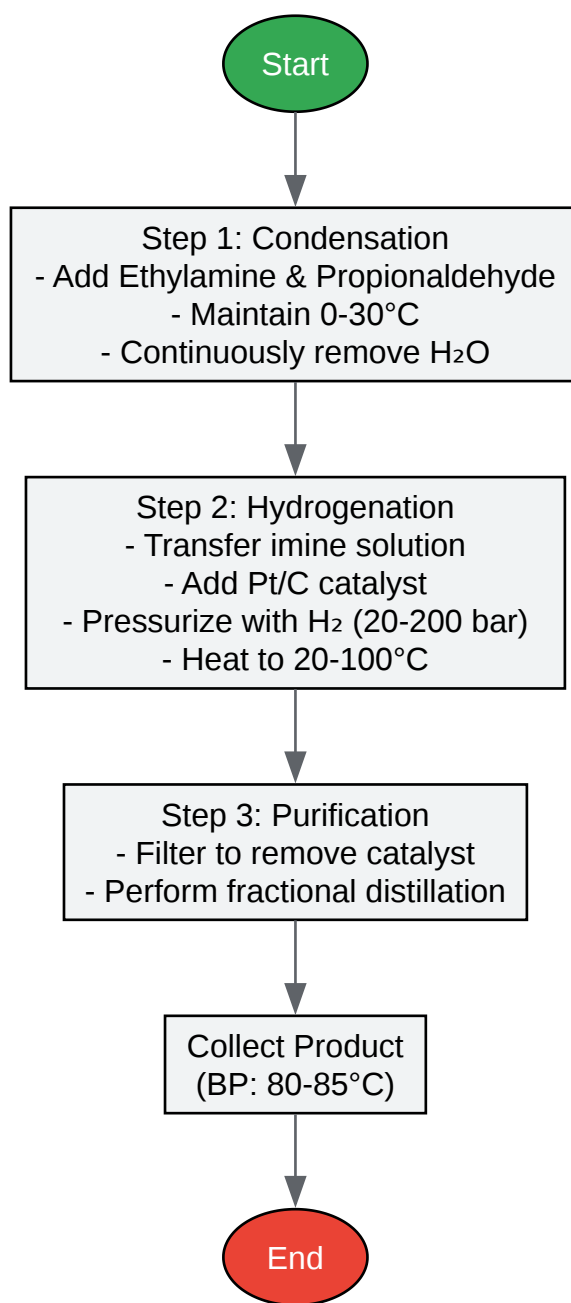 Start
Step 1: Condensation
- Add Ethylamine & Propionaldehyde
- Maintain 0-30°C
- Continuously remove H₂O
Step 2: Hydrogenation
- Transfer imine solution
- Add Pt/C catalyst
- Pressurize with H₂ (20-200 bar)
- Heat to 20-100°C
Step 3: Purification
- Filter to remove catalyst
- Perform fractional distillation
Collect Product
(BP: 80-85°C)
End